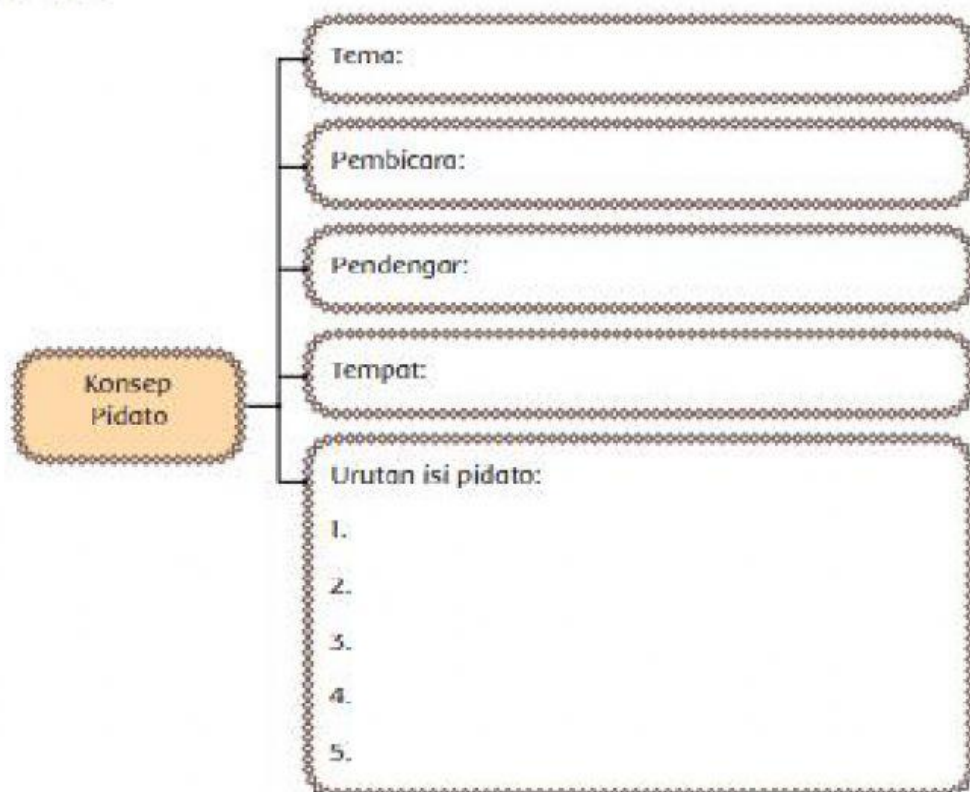 Tema:
Pembicara:
Pendengar:
Tempat:
Konsep
Pidato
Urutan isi pidato:
1.
2.
3.
4.
5.